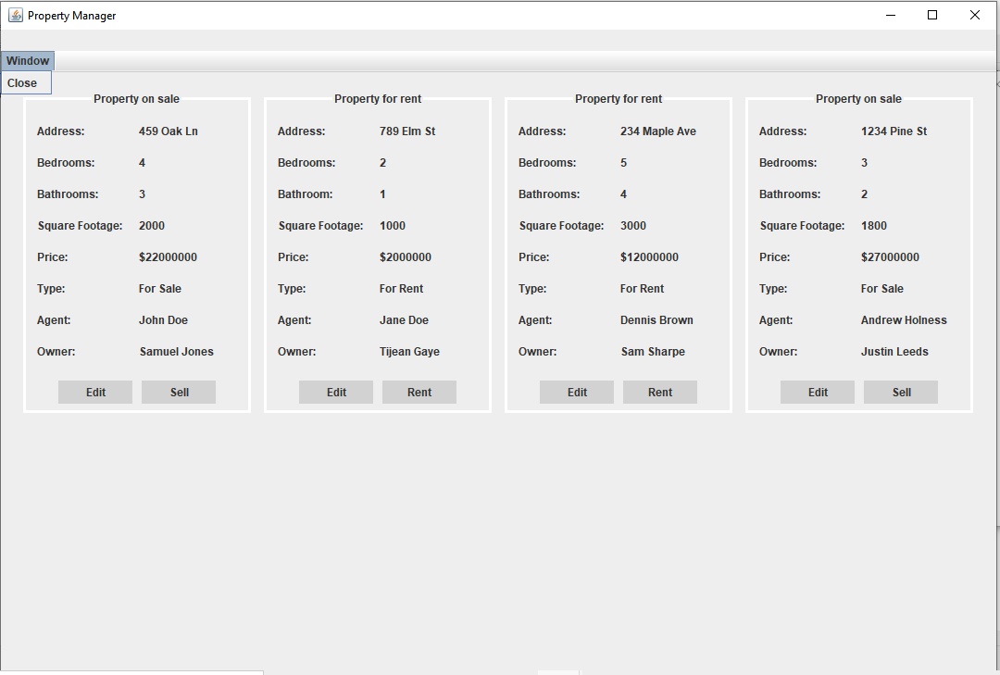 Property Manager
Window
Close
Property on sale
Address: 459 Oak Ln
Bedrooms: 4
Bathrooms: 3
Square Footage: 2000
Price: $22000000
Type: For Sale
Agent: John Doe
Owner: Samuel Jones
Edit Sell
Property for rent
Address: 789 Elm St
Bedrooms: 2
Bathroom: 1
Square Footage: 1000
Price: $2000000
Type: For Rent
Agent: Jane Doe
Owner: Tijean Gaye
Edit Rent
Property for rent
Address: 234 Maple Ave
Bedrooms: 5
Bathrooms: 4
Square Footage: 3000
Price: $12000000
Type: For Rent
Agent: Dennis Brown
Owner: Sam Sharpe
Edit Rent
Property on sale
Address: 1234 Pine St
Bedrooms: 3
Bathrooms: 2
Square Footage: 1800
Price: $27000000
Type: For Sale
Agent: Andrew Holness
Owner: Justin Leeds
Edit Sell